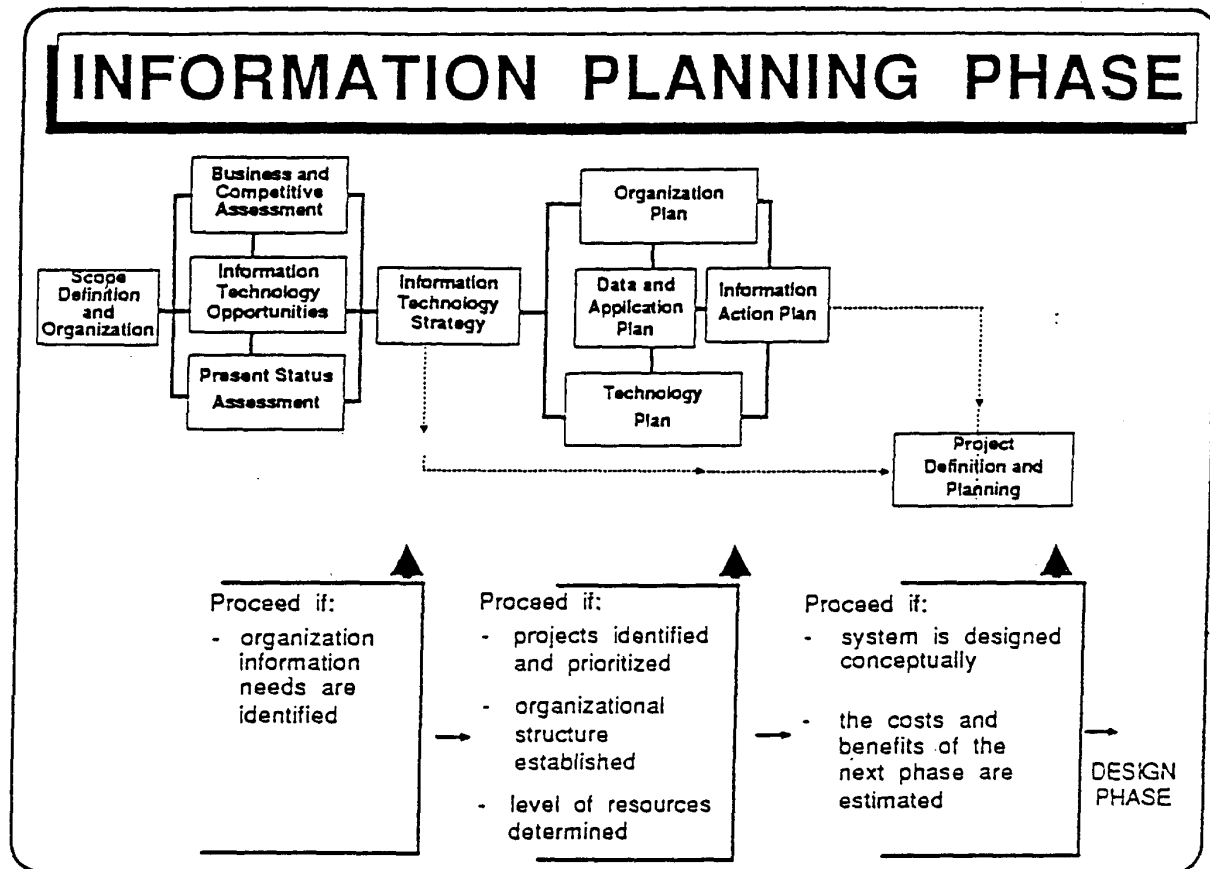 INFORMATION PLANNING PHASE
Business and
Competitive
Assessment
Scope
Definition
and
Organization
Information
Technology
Opportunities
Present Status
Assessment
Information
Technology
Strategy
Organization
Plan
Data and
Application
Plan
Technology
Plan
Information
Action Plan
Project
Definition and
Planning
Proceed if:
- organization
information
needs are
identified
Proceed if:
- projects identified
and prioritized
- organizational
structure
established
- level of resources
determined
Proceed if:
- system is designed
conceptually
- the costs and
benefits of the
next phase are
estimated
DESIGN
PHASE